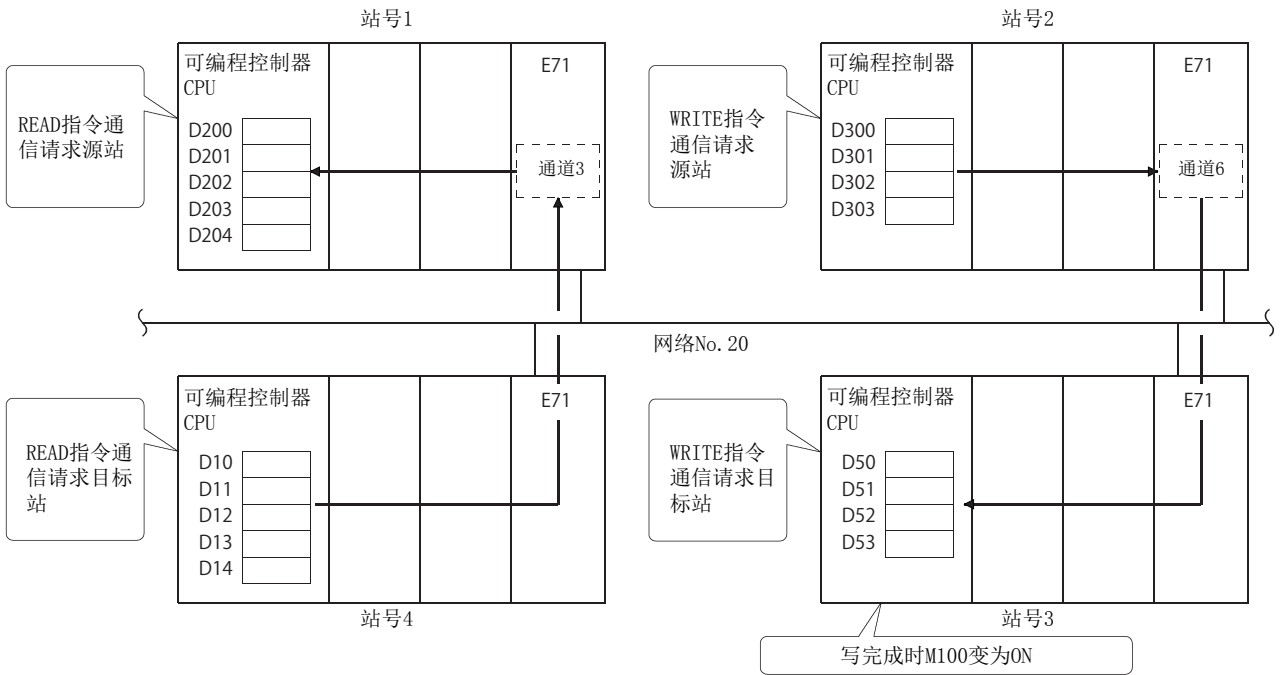 站号1
可编程控制器
CPU
E71
READ指令通
信请求源站
D200
D201
D202
D203
D204
通道3
站号2
可编程控制器
CPU
E71
WRITE指令
通信请求
源站
D300
D301
D302
D303
通道6
网络No.20
可编程控制器
CPU
E71
READ指令通
信请求目标
站
D10
D11
D12
D13
D14
站号4
可编程控制器
CPU
E71
WRITE指令
通信请求目
标站
D50
D51
D52
D53
站号3
写完成时M100变为ON